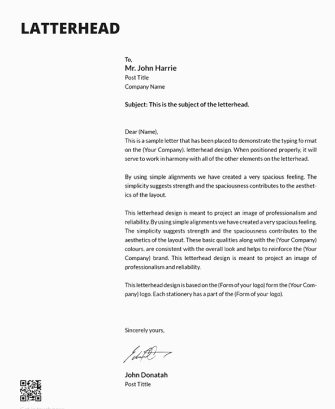 LATTERHEAD
To,
Mr. John Harrie
Post Title
Company Name
Subject: This is the subject of the letterhead.
Dear (Name),
This is a sample letter that has been placed to demonstrate the typing fo rmat
on the (Your Company). letterhead design. When positioned properly, it will
serve to work in harmony with all of the other elements on the letterhead.
By using simple alignments we have created a very spacious feeling. The
simplicity suggests strength and the spaciousness contributes to the aesthet-
ics of the layout.
This letterhead design is meant to project an image of professionalism and
reliability. By using simple alignments we have created a very spacious feeling.
The simplicity suggests strength and the spaciousness contributes to the
aesthetics of the layout. These basic qualities along with the (Your Company)
colours, are consistent with the overall look and helps to reinforce the (Your
Company) brand. This letterhead design is meant to project an image of
professionalism and reliability.
This letterhead design is based on the (Form of your logo) form the (Your Com-
pany) logo. Each stationery has a part of the (Form of your logo).
Sincerely yours,
John Donatah
Post Tittle